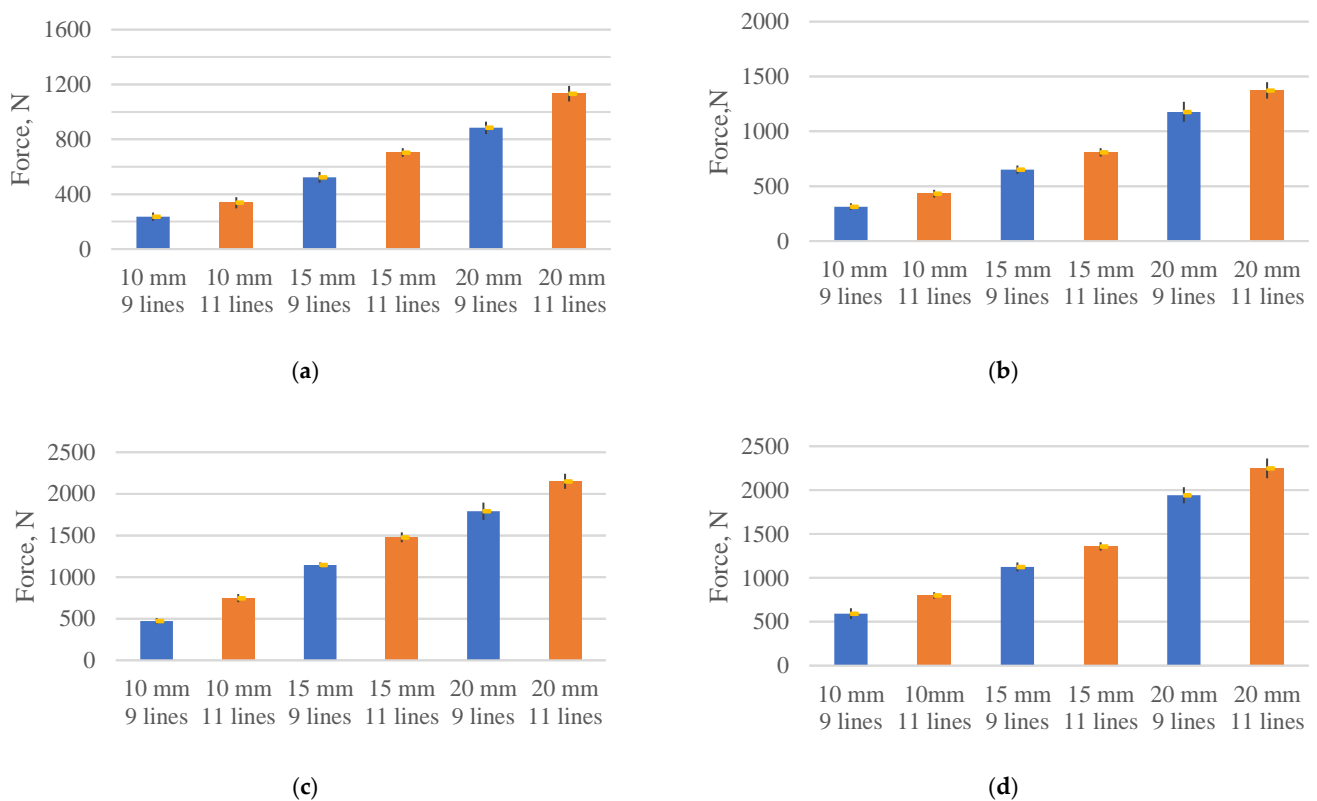 Force, N
1600
1200
800
400
0
10 mm 10 mm 15 mm 15 mm 20 mm 20 mm
9 lines 11 lines 9 lines 11 lines 9 lines 11 lines
(a)
Force,N
2000
1500
1000
500
0
10 mm 10 mm 15 mm 15 mm 20 mm 20 mm
9 lines 11 lines 9 lines 11 lines 9 lines 11 lines
(b)
Force, N
2500
2000
1500
1000
500
0
10 mm 10 mm 15 mm 15 mm 20 mm 20 mm
9 lines 11 lines 9 lines 11 lines 9 lines 11 lines
(c)
Force, N
2500
2000
1500
1000
500
0
10 mm 10mm 15 mm 15 mm 20 mm 20 mm
9 lines 11 lines 9 lines 11 lines 9 lines 11 lines
(d)